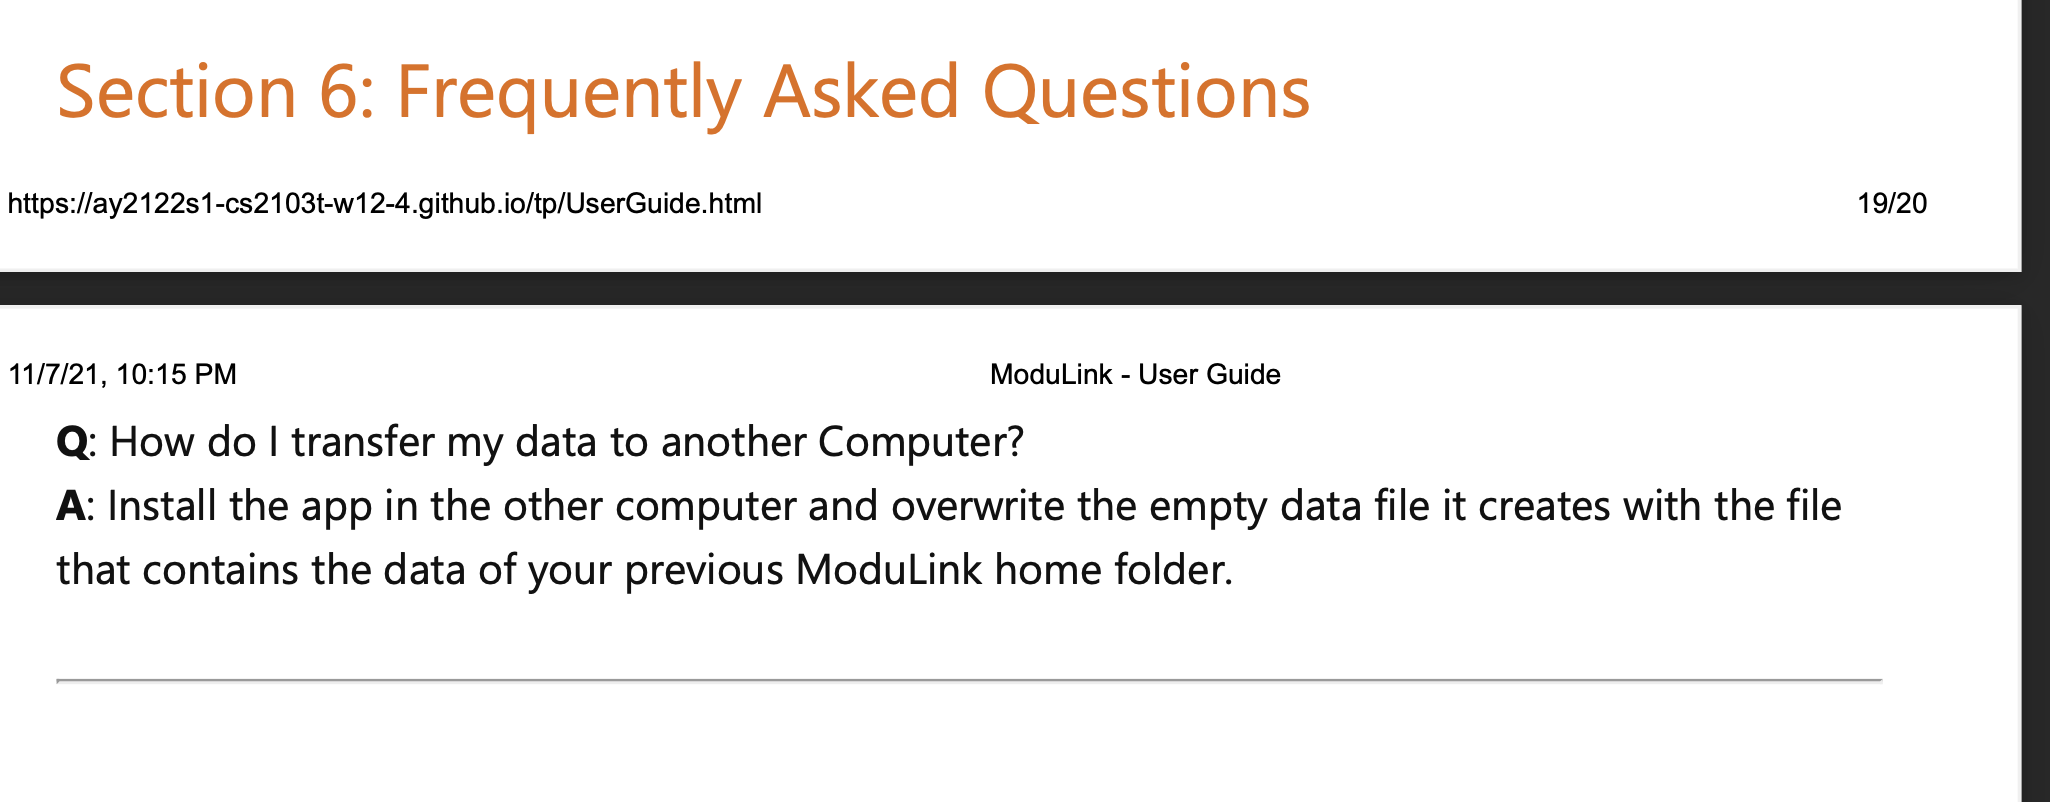 Section 6: Frequently Asked Questions
https://ay2122s1-cs2103t-w12-4.github.io/tp/UserGuide.html 19/20
11/7/21, 10:15 PM ModuLink - User Guide
Q: How do I transfer my data to another Computer?
A: Install the app in the other computer and overwrite the empty data file it creates with the file
that contains the data of your previous ModuLink home folder.